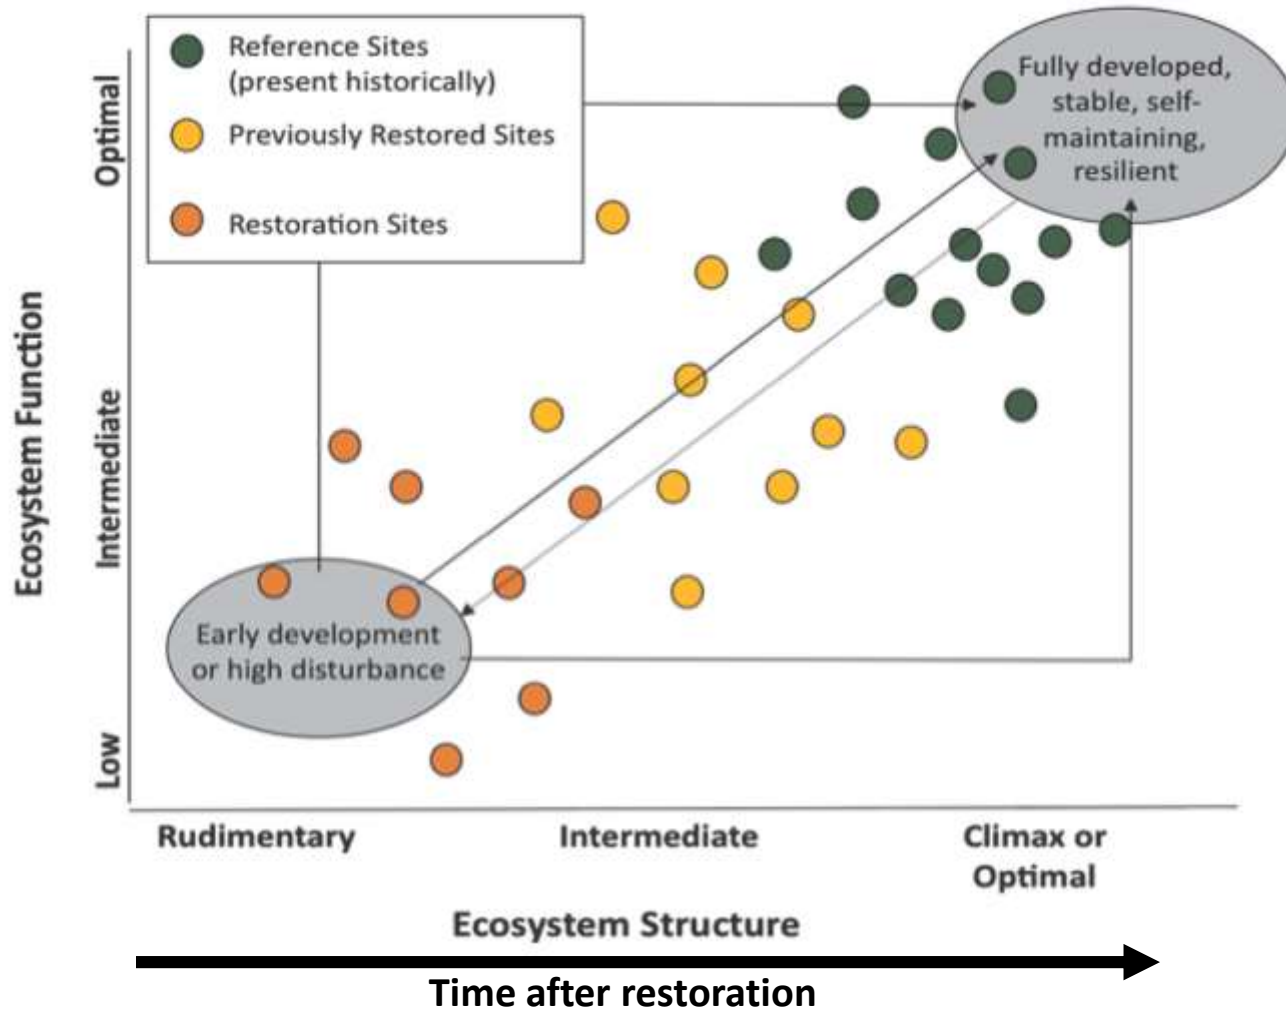 Reference Sites
(present historically)
Previously Restored Sites
Restoration Sites
Fully developed,
stable, self-
maintaining,
resilient
Early development
or high disturbance
Ecosystem Function
Optimal
Intermediate
Low
Rudimentary
Intermediate
Climax or
Optimal
Ecosystem Structure
Time after restoration